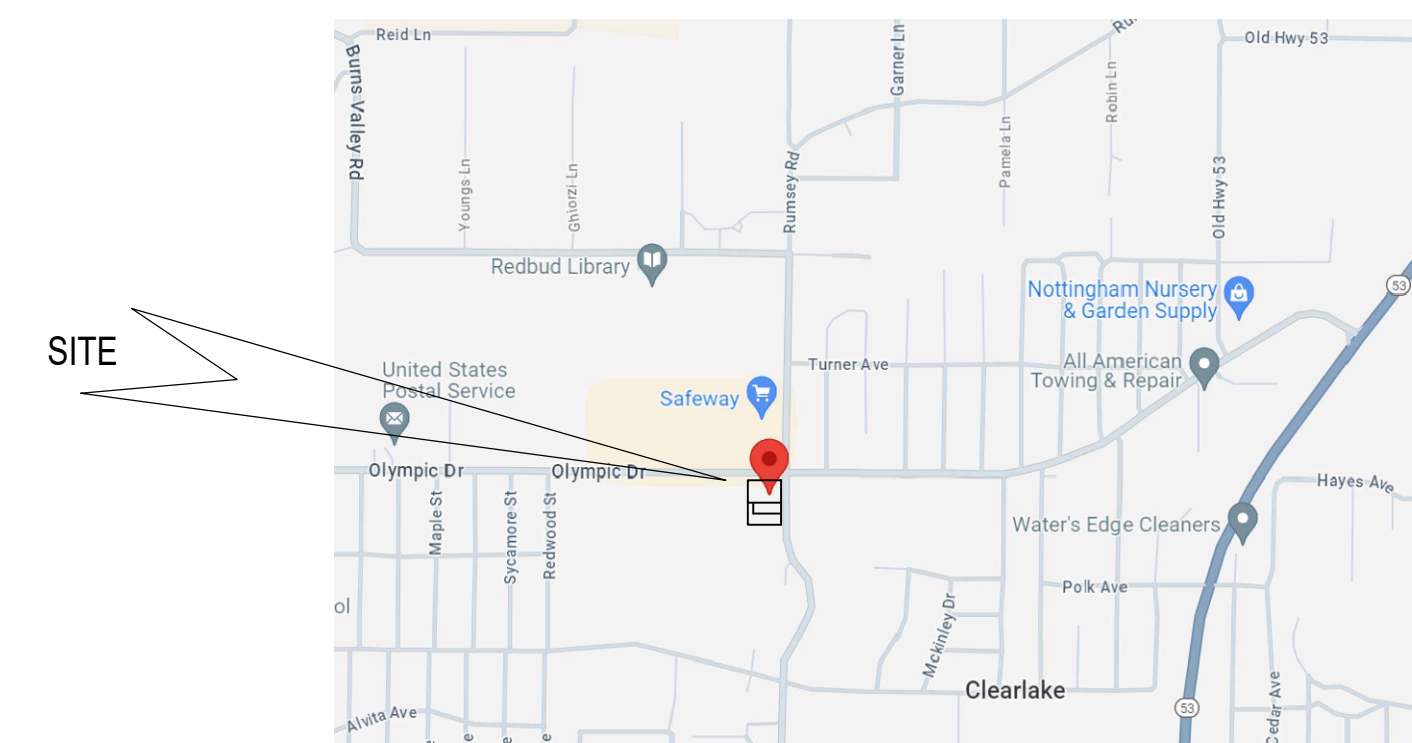 Reid Ln
Old Hwy 53
Garner Ln
Burns Valley Rd
Robin Ln
Pamela Ln
Youngs Ln
Ghiorzi Ln
Rumsey Rd
Old Hwy 53
Redbud Library
Nottingham Nursery
& Garden Supply
53
SITE
United States
Postal Service
Turner Ave
All American
Towing & Repair
Safeway
Olympic Dr
Olympic Dr
Hayes Ave
Maple St
Sycamore St
Redwood St
Water's Edge Cleaners
Polk Ave
ol
Mckinley Dr
Clearlake
53
Cedar Ave
Alvita Ave